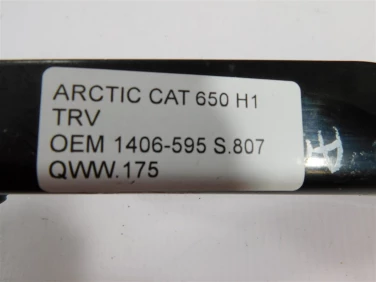 ARCTIC CAT 650 H1
TRV
OEM 1406-595 S.807
QWW.175